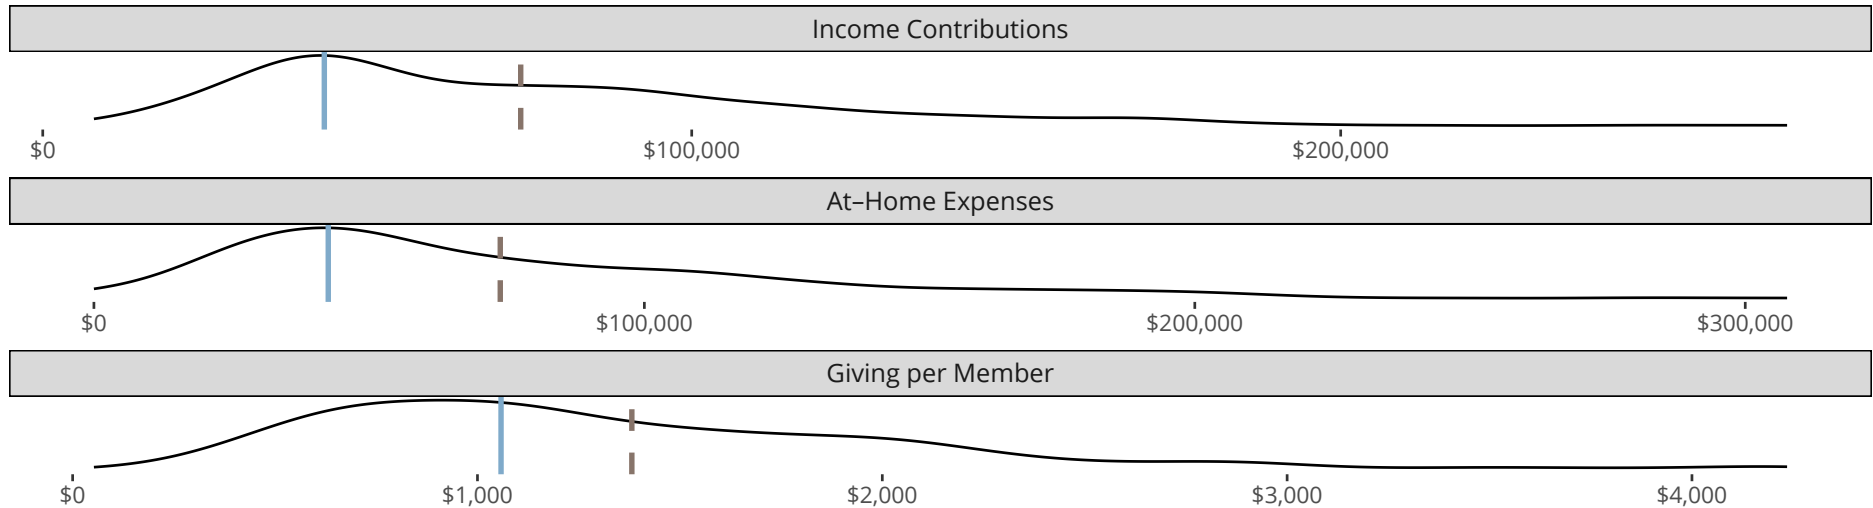 Income Contributions
$0 $100,000 $200,000
At–Home Expenses
$0 $100,000 $200,000 $300,000
Giving per Member
$0 $1,000 $2,000 $3,000 $4,000